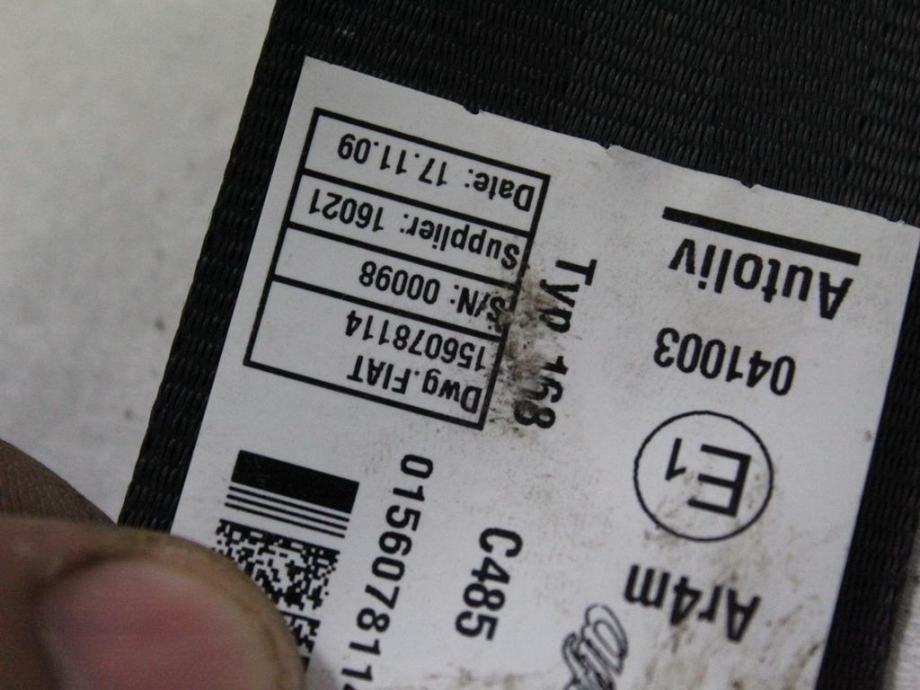 Ar4m
E1
041003
Autoliv
C485
Typ 168
0156078114
Dwg.FIAT
156078114
S/N: 00098
Supplier: 16021
Date: 17.11.09